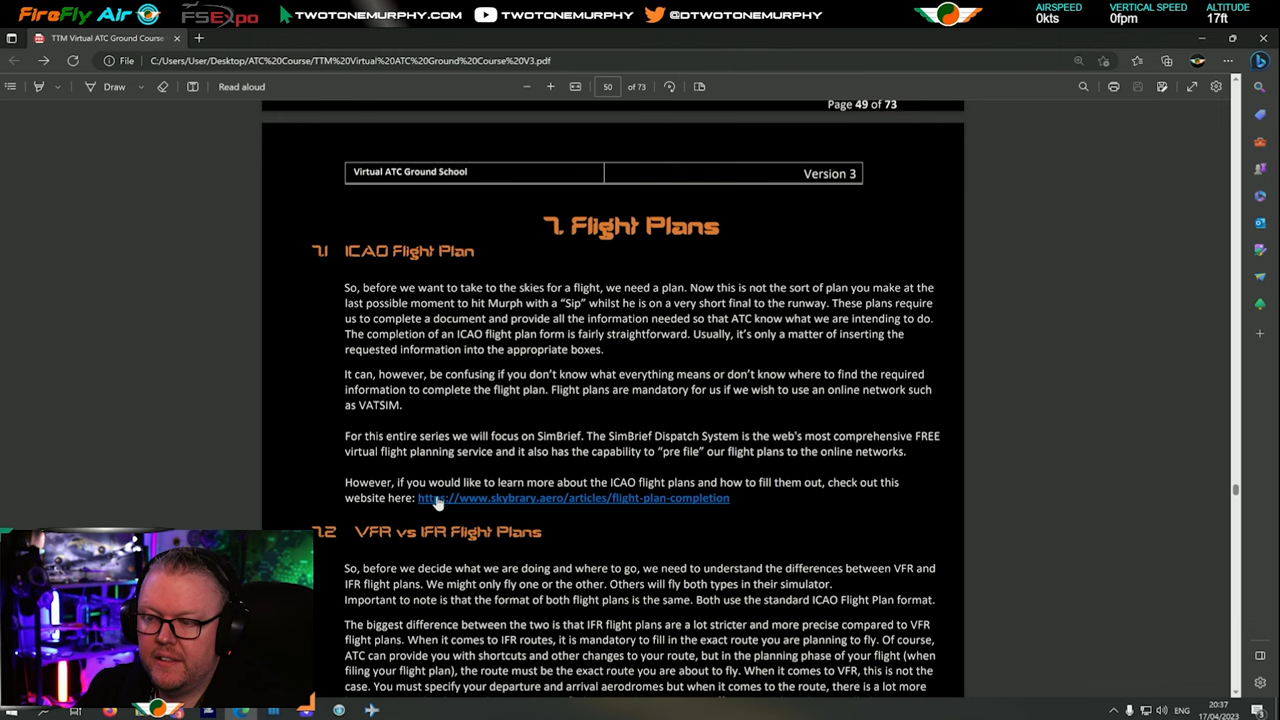 FireFly Air
FSExpo
TWOTONEMURPHY.COM
TWOTONEMURPHY
@DTWOTONEMURPHY
AIRSPEED
0kts
VERTICAL SPEED
0fpm
ALTITUDE
17ft
TTM Virtual ATC Ground Course
File
C:/Users/User/Desktop/ATC%20Course/TTM%20Virtual%20ATC%20Ground%20Course%20V3.pdf
Draw
Read aloud
50
of 73
Page 49 of 73
Virtual ATC Ground School
Version 3
7 Flight Plans
7.1 ICAO Flight Plan
So, before we want to take to the skies for a flight, we need a plan. Now this is not the sort of plan you make at the
last possible moment to hit Murph with a “Sip” whilst he is on a very short final to the runway. These plans require
us to complete a document and provide all the information needed so that ATC know what we are intending to do.
The completion of an ICAO flight plan form is fairly straightforward. Usually, it’s only a matter of inserting the
requested information into the appropriate boxes.
It can, however, be confusing if you don’t know what everything means or don’t know where to find the required
information to complete the flight plan. Flight plans are mandatory for us if we wish to use an online network such
as VATSIM.
For this entire series we will focus on SimBrief. The SimBrief Dispatch System is the web's most comprehensive FREE
virtual flight planning service and it also has the capability to “pre file” our flight plans to the online networks.
However, if you would like to learn more about the ICAO flight plans and how to fill them out, check out this
website here: https://www.skybrary.aero/articles/flight-plan-completion
7.2 VFR vs IFR Flight Plans
So, before we decide what we are doing and where to go, we need to understand the differences between VFR and
IFR flight plans. We might only fly one or the other. Others will fly both types in their simulator.
Important to note is that the format of both flight plans is the same. Both use the standard ICAO Flight Plan format.
The biggest difference between the two is that IFR flight plans are a lot stricter and more precise compared to VFR
flight plans. When it comes to IFR routes, it is mandatory to fill in the exact route you are planning to fly. Of course,
ATC can provide you with shortcuts and other changes to your route, but in the planning phase of your flight (when
filing your flight plan), the route must be the exact route you are about to fly. When it comes to VFR, this is not the
case. You must specify your departure and arrival aerodromes but when it comes to the route, there is a lot more
ENG
20:37
17/04/2023